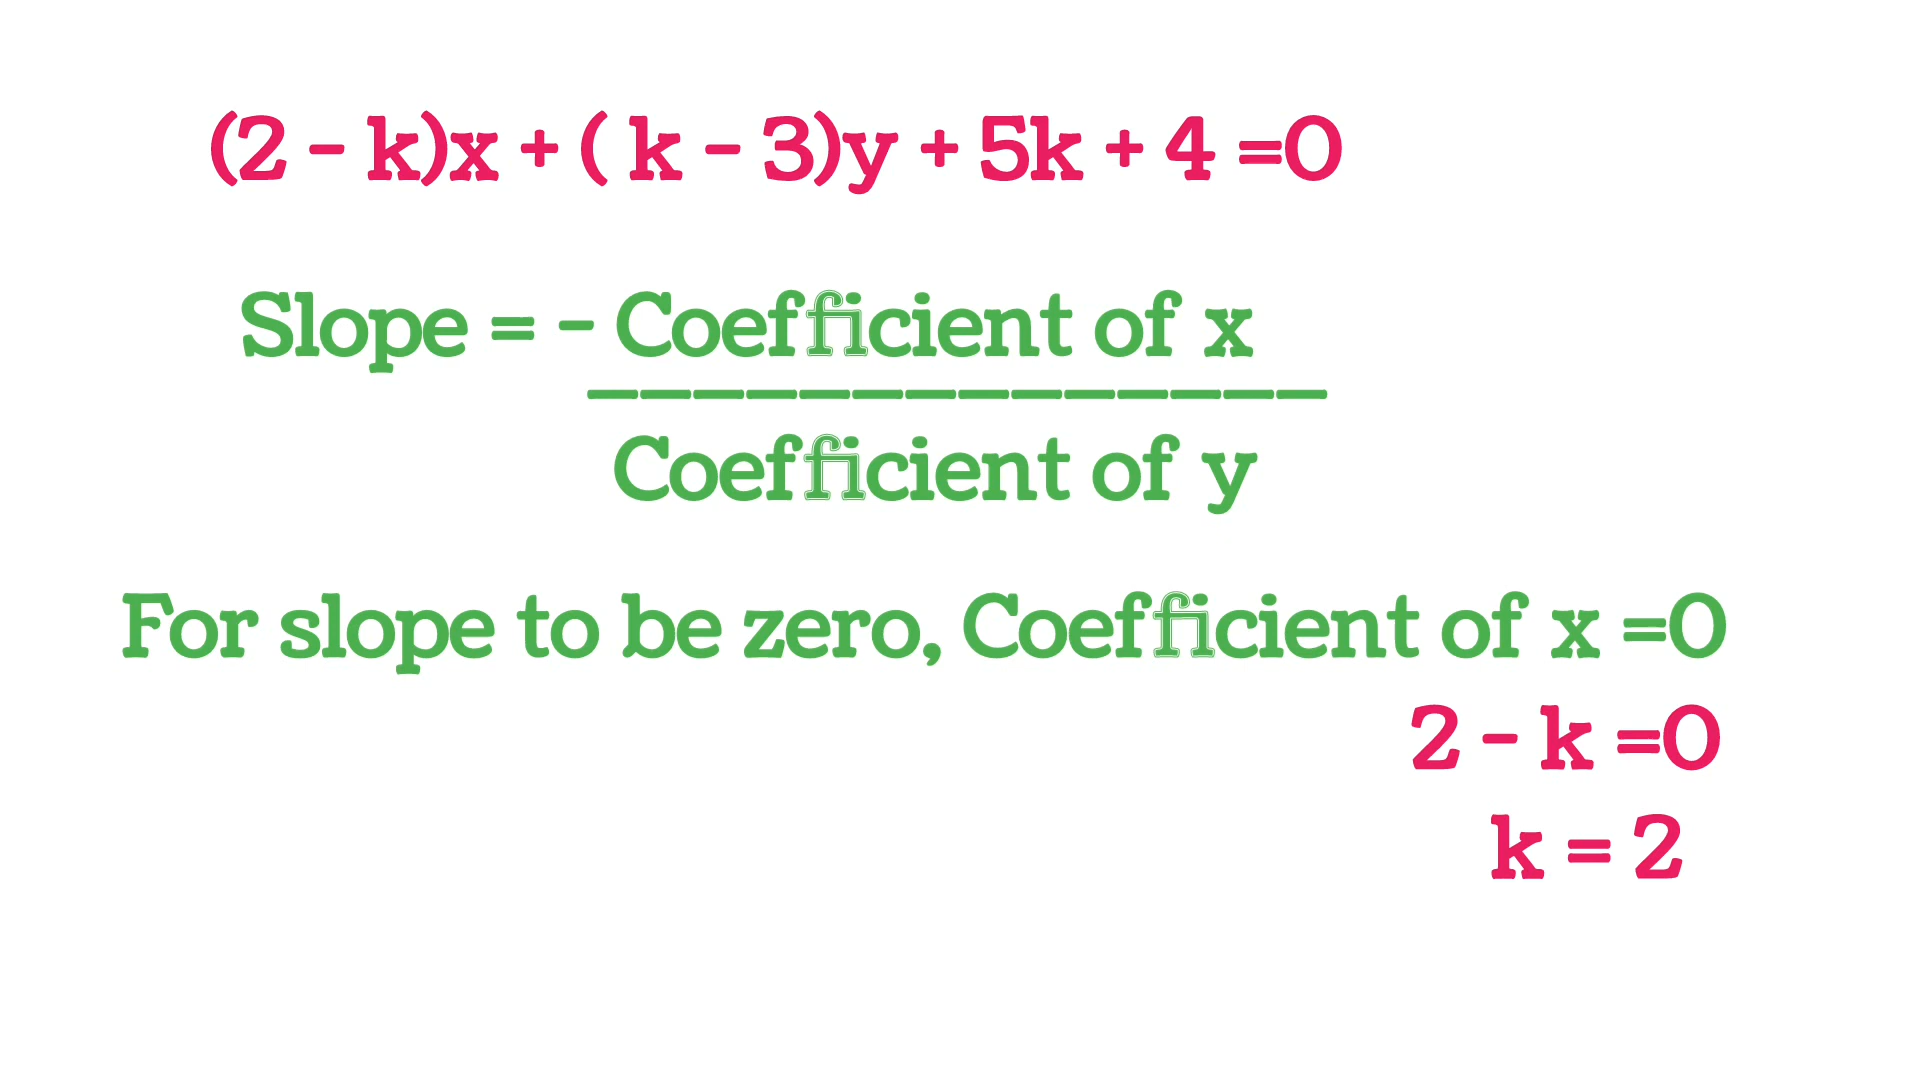 (2 - k)x + ( k - 3)y + 5k + 4 =0
Slope = - Coefficient of x
______________
Coefficient of y
For slope to be zero, Coefficient of x =0
2 - k =0
k = 2